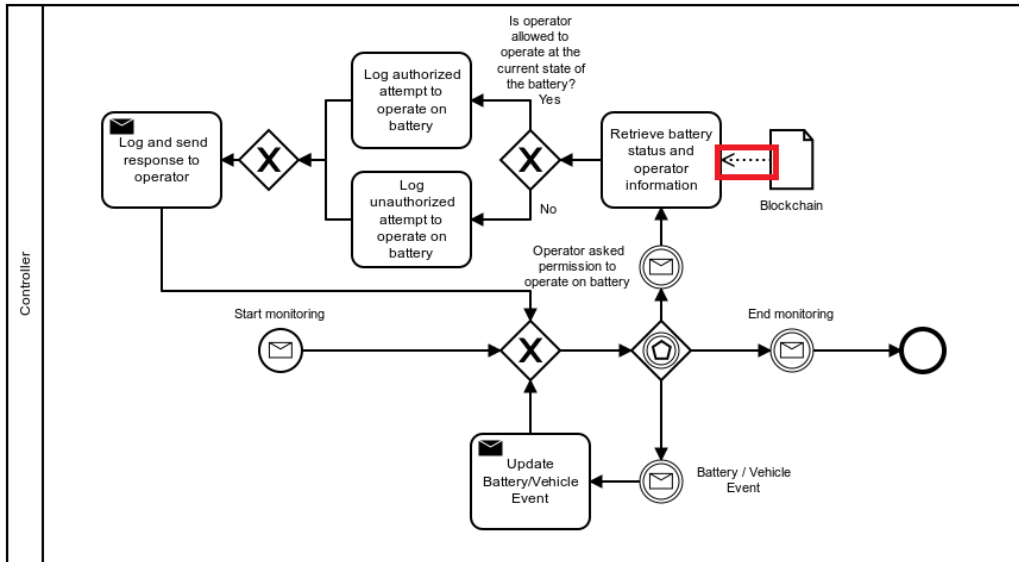 Controller
Is operator
allowed to
operate at the
current state of
the battery?
Yes
Log authorized
attempt to
operate on
battery
Log and send
response to
operator
X
X
Retrieve battery
status and
operator
information
Blockchain
Log
unauthorized
attempt to
operate on
battery
No
Operator asked
permission to
operate on battery
Start monitoring
X
End monitoring
Update
Battery/Vehicle
Event
Battery / Vehicle
Event